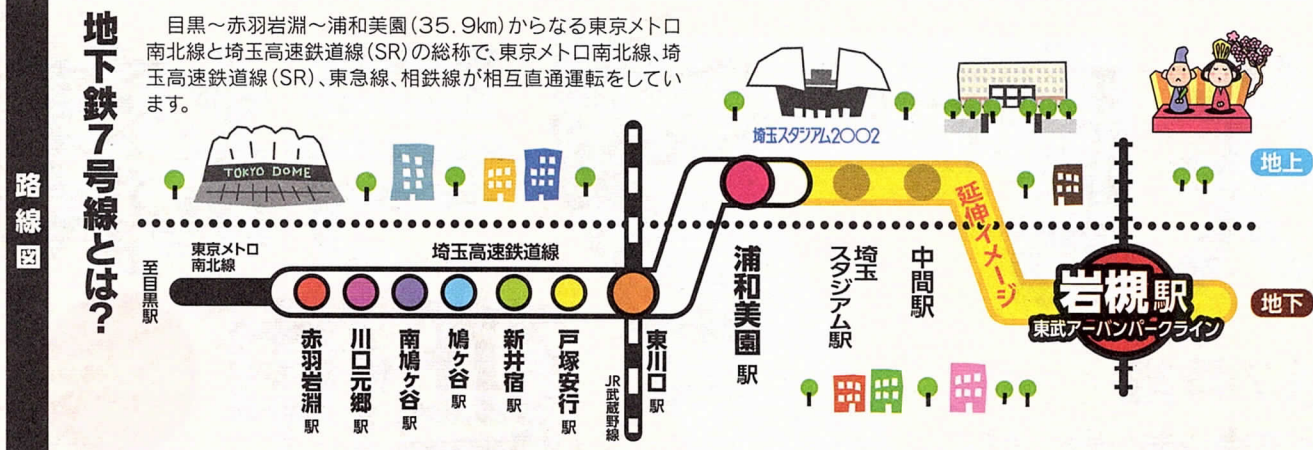 路線図
地下鉄7号線とは?
目黒~赤羽岩淵~浦和美園(35.9km)からなる東京メトロ
南北線と埼玉高速鉄道線(SR)の総称で、東京メトロ南北線、埼
玉高速鉄道線(SR)、東急線、相鉄線が相互直通運転をしてい
ます。
TOKYO DOME
埼玉スタジアム2002
地上
地下
至目黒駅
東京メトロ
南北線
埼玉高速鉄道線
赤羽岩淵駅
川口元郷駅
南鳩ヶ谷駅
鳩ヶ谷駅
新井宿駅
戸塚安行駅
JR武蔵野線
東川口駅
浦和美園駅
埼玉
スタジアム駅
中間駅
延伸イメージ
岩槻駅
東武アーバンパークライン